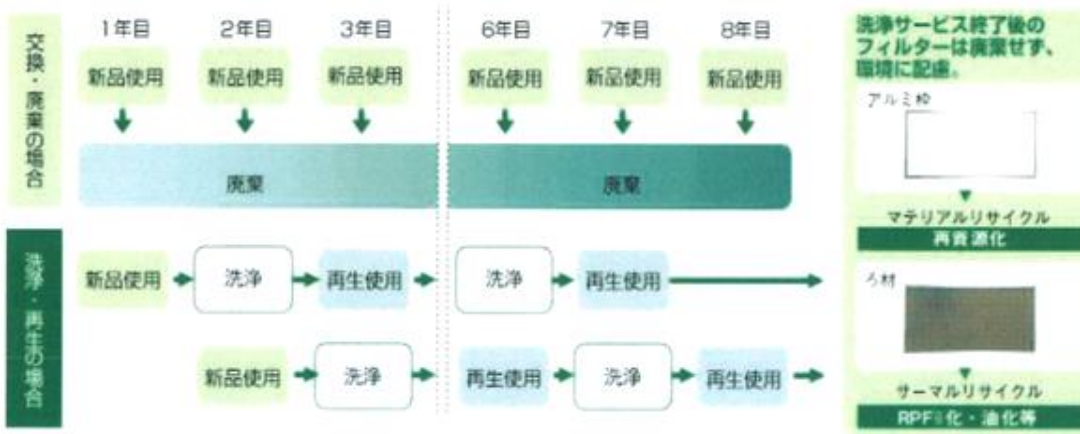 交換・廃棄の場合
1年目 2年目 3年目 6年目 7年目 8年目
新品使用 新品使用 新品使用 新品使用 新品使用 新品使用
廃棄 廃棄
洗浄・再生の場合
新品使用 洗浄 再生使用 洗浄 再生使用
新品使用 洗浄 再生使用 洗浄 再生使用
洗浄サービス終了後の
フィルターは廃棄せず、
環境に配慮。
アルミ枠
マテリアルリサイクル
再資源化
ろ材
サーマルリサイクル
RPF 化・油化等